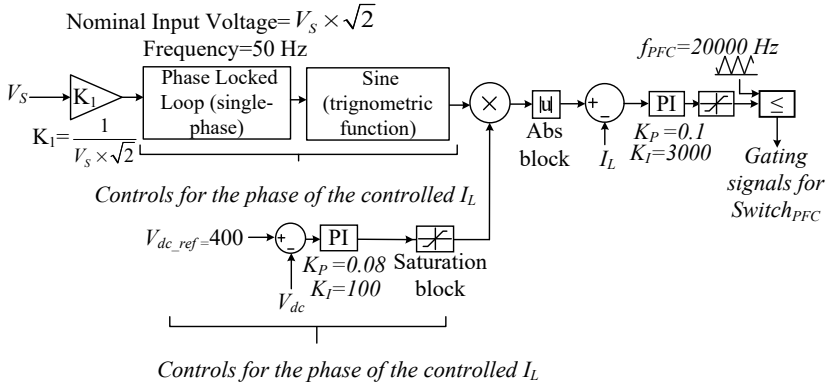 Nominal Input Voltage= V_S × √2
Frequency=50 Hz
V_S
K_1
K_1= 1 / V_S × √2
Phase Locked
Loop (single-
phase)
Sine
(trignometric
function)
×
|u|
Abs
block
+
−
I_L
PI
K_P=0.1
K_I=3000
f_PFC=20000 Hz
≤
Gating
signals for
Switch_PFC
Controls for the phase of the controlled I_L
V_dc_ref=400
+
−
V_dc
PI
K_P=0.08
K_I=100
Saturation
block
Controls for the phase of the controlled I_L